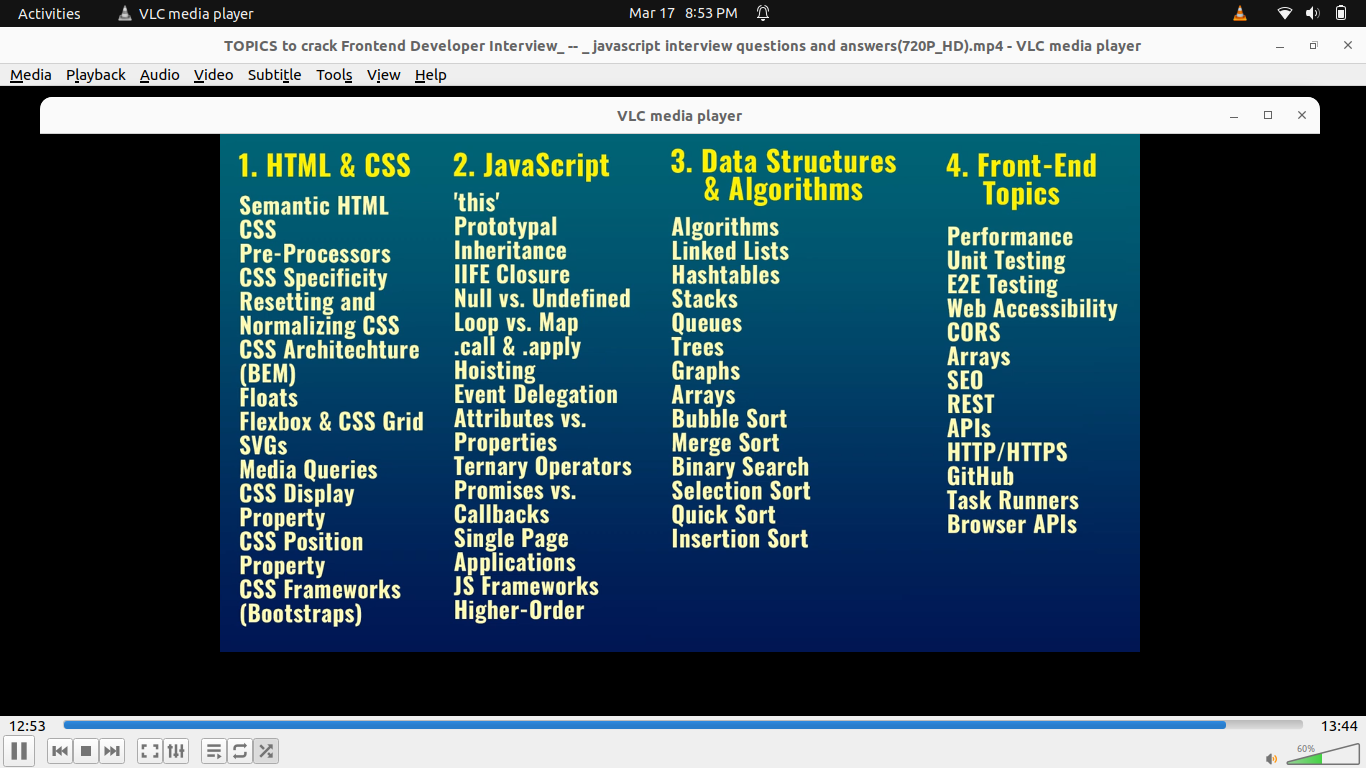 Activities
VLC media player
Mar 17 8:53 PM
TOPICS to crack Frontend Developer Interview_ -- _ javascript interview questions and answers(720P_HD).mp4 - VLC media player
Media Playback Audio Video Subtitle Tools View Help
VLC media player
1. HTML & CSS
Semantic HTML
CSS
Pre-Processors
CSS Specificity
Resetting and
Normalizing CSS
CSS Architechture
(BEM)
Floats
Flexbox & CSS Grid
SVGs
Media Queries
CSS Display
Property
CSS Position
Property
CSS Frameworks
(Bootstraps)
2. JavaScript
'this'
Prototypal
Inheritance
IIFE Closure
Null vs. Undefined
Loop vs. Map
.call & .apply
Hoisting
Event Delegation
Attributes vs.
Properties
Ternary Operators
Promises vs.
Callbacks
Single Page
Applications
JS Frameworks
Higher-Order
3. Data Structures
& Algorithms
Algorithms
Linked Lists
Hashtables
Stacks
Queues
Trees
Graphs
Arrays
Bubble Sort
Merge Sort
Binary Search
Selection Sort
Quick Sort
Insertion Sort
4. Front-End
Topics
Performance
Unit Testing
E2E Testing
Web Accessibility
CORS
Arrays
SEO
REST
APIs
HTTP/HTTPS
GitHub
Task Runners
Browser APIs
12:53
13:44
60%